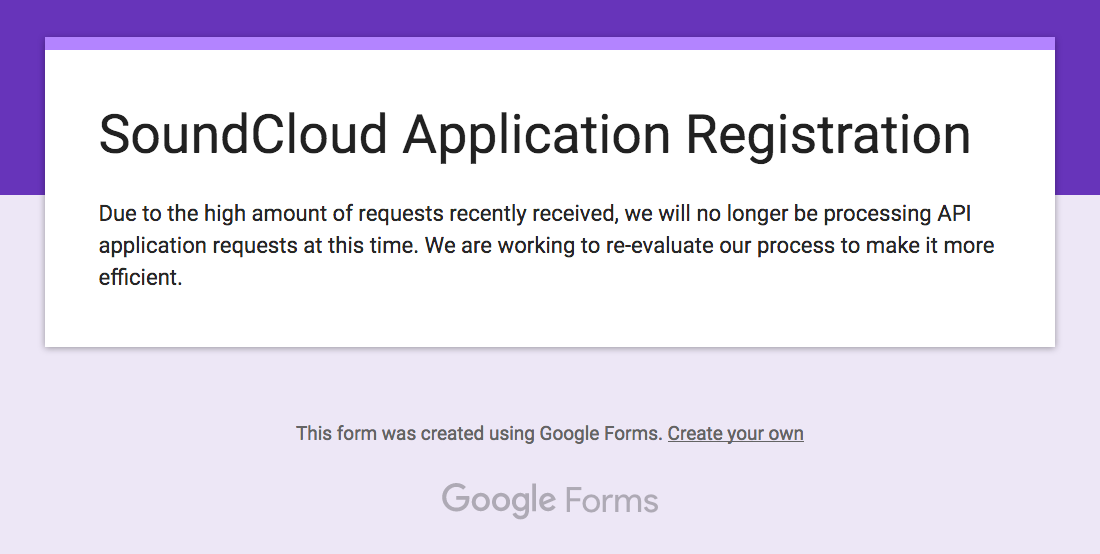 SoundCloud Application Registration
Due to the high amount of requests recently received, we will no longer be processing API
application requests at this time. We are working to re-evaluate our process to make it more
efficient.
This form was created using Google Forms. Create your own
Google Forms